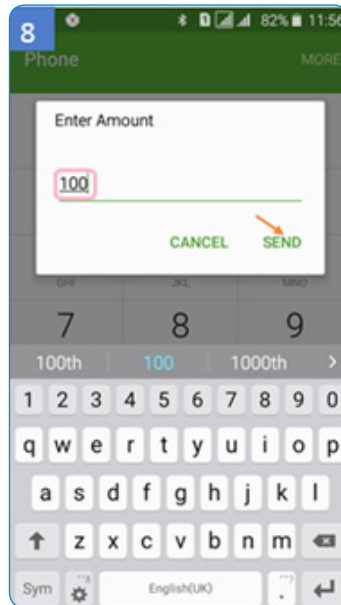 8
82% 11:56
Phone MORE
Enter Amount
100
CANCEL SEND
GHI JKL MNO
7 8 9
100th 100 1000th >
1 2 3 4 5 6 7 8 9 0
q w e r t y u i o p
a s d f g h j k l
z x c v b n m
Sym English(UK) .